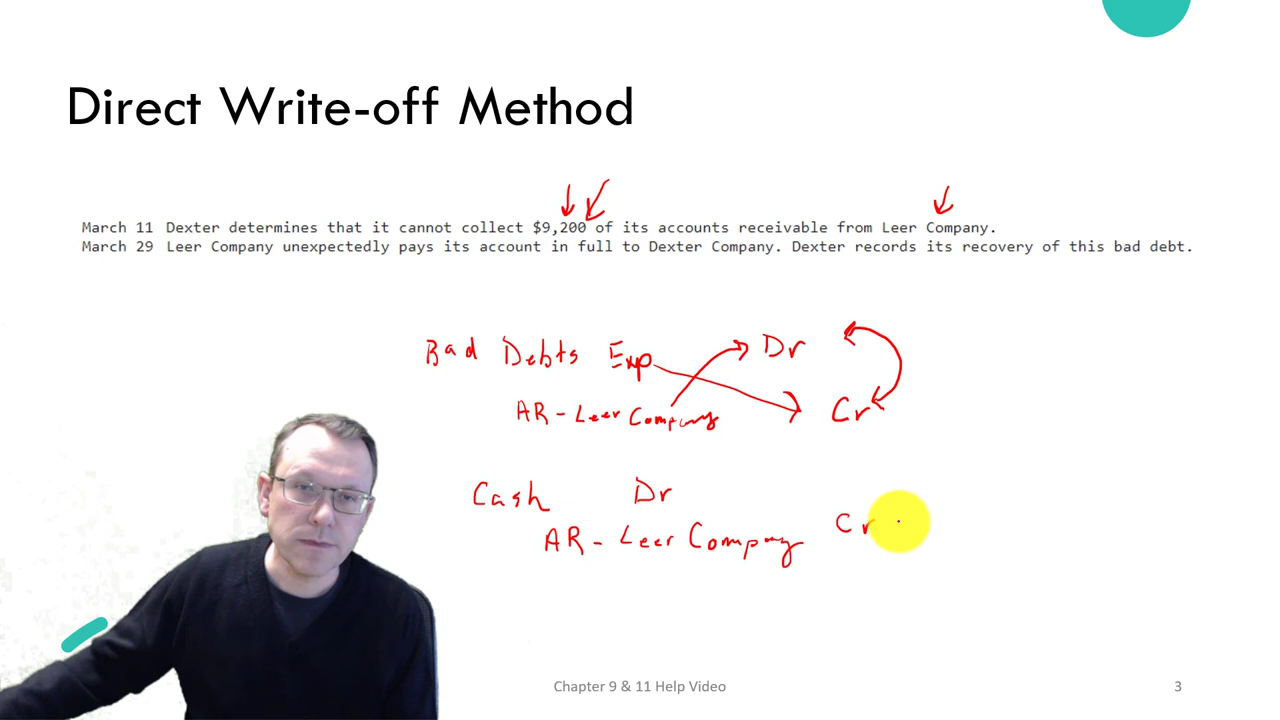 Direct Write-off Method
March 11 Dexter determines that it cannot collect $9,200 of its accounts receivable from Leer Company.
March 29 Leer Company unexpectedly pays its account in full to Dexter Company. Dexter records its recovery of this bad debt.
Bad Debts Exp Dr
AR - Leer Company Cr
Cash Dr
AR - Leer Company Cr
Chapter 9 & 11 Help Video 3